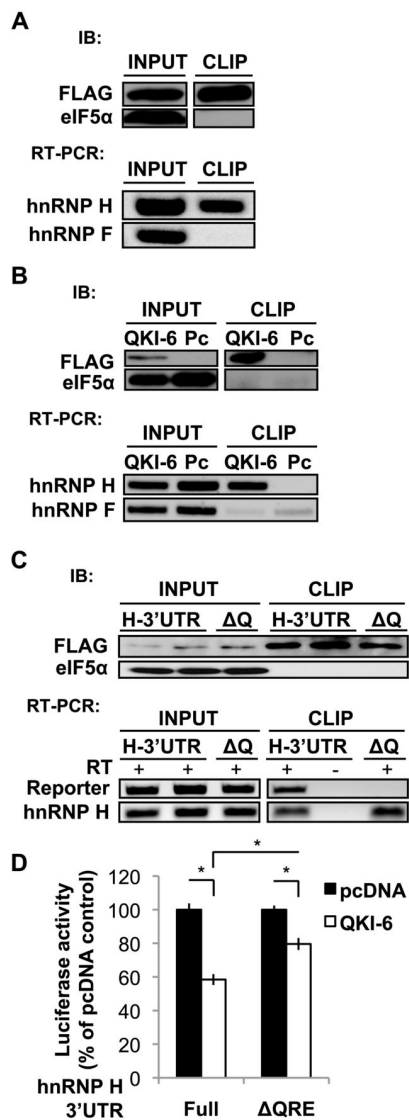 A
IB:
INPUT CLIP
FLAG
eIF5α
RT-PCR:
INPUT CLIP
hnRNP H
hnRNP F
B
IB:
INPUT CLIP
QKI-6 Pc QKI-6 Pc
FLAG
eIF5α
RT-PCR:
INPUT CLIP
QKI-6 Pc QKI-6 Pc
hnRNP H
hnRNP F
C
IB:
INPUT CLIP
H-3'UTR ΔQ H-3'UTR ΔQ
FLAG
eIF5α
RT-PCR:
INPUT CLIP
H-3'UTR ΔQ H-3'UTR ΔQ
RT + + + + - +
Reporter
hnRNP H
D
Luciferase activity
(% of pcDNA control)
120
100
80
60
40
20
0
* * *
pcDNA
QKI-6
hnRNP H
3'UTR Full ΔQRE